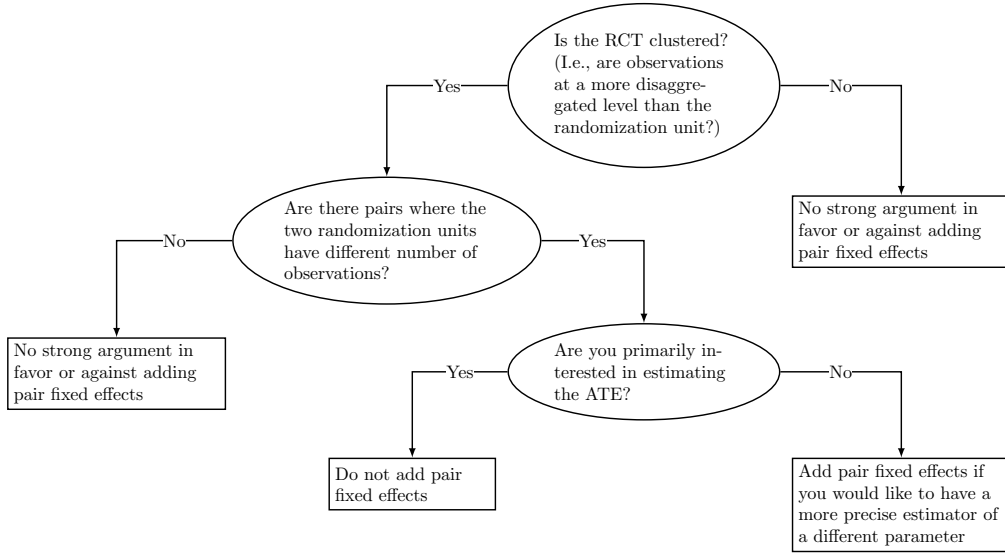 Is the RCT clustered?
(I.e., are observations
at a more disaggre-
gated level than the
randomization unit?)
Yes
No
Are there pairs where the
two randomization units
have different number of
observations?
No strong argument in
favor or against adding
pair fixed effects
No
Yes
No strong argument in
favor or against adding
pair fixed effects
Are you primarily in-
terested in estimating
the ATE?
Yes
No
Do not add pair
fixed effects
Add pair fixed effects if
you would like to have a
more precise estimator of
a different parameter